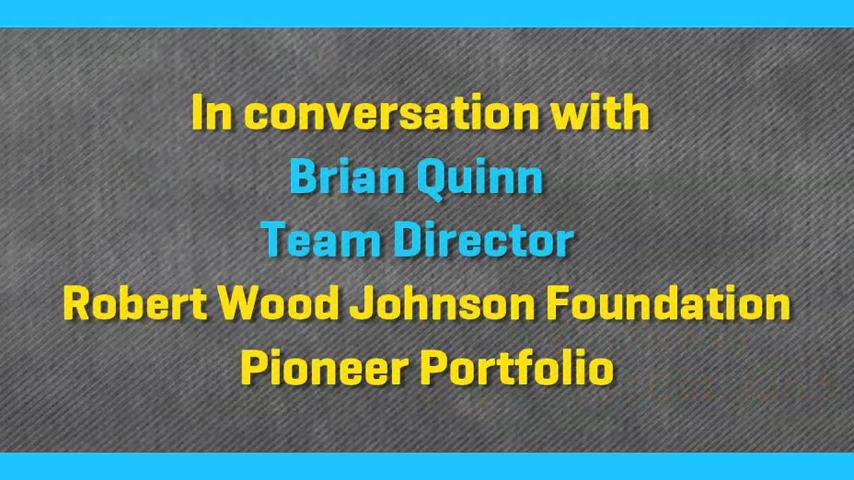 In conversation with
Brian Quinn
Team Director
Robert Wood Johnson Foundation
Pioneer Portfolio